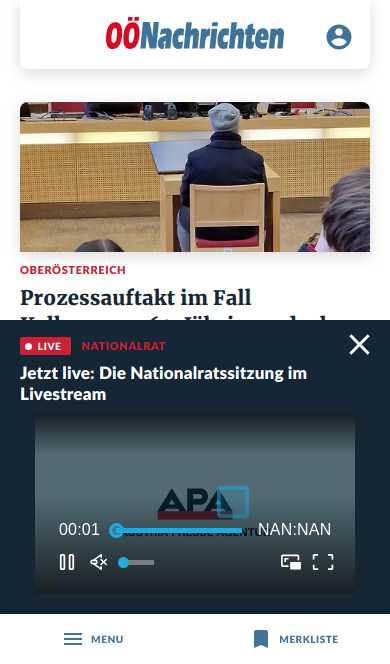 OÖNachrichten
OBERÖSTERREICH
Prozessauftakt im Fall
LIVE NATIONALRAT
Jetzt live: Die Nationalratssitzung im
Livestream
APA
00:01 NAN:NAN
AUSTRIA PRESSE AGENTUR
MENU MERKLISTE